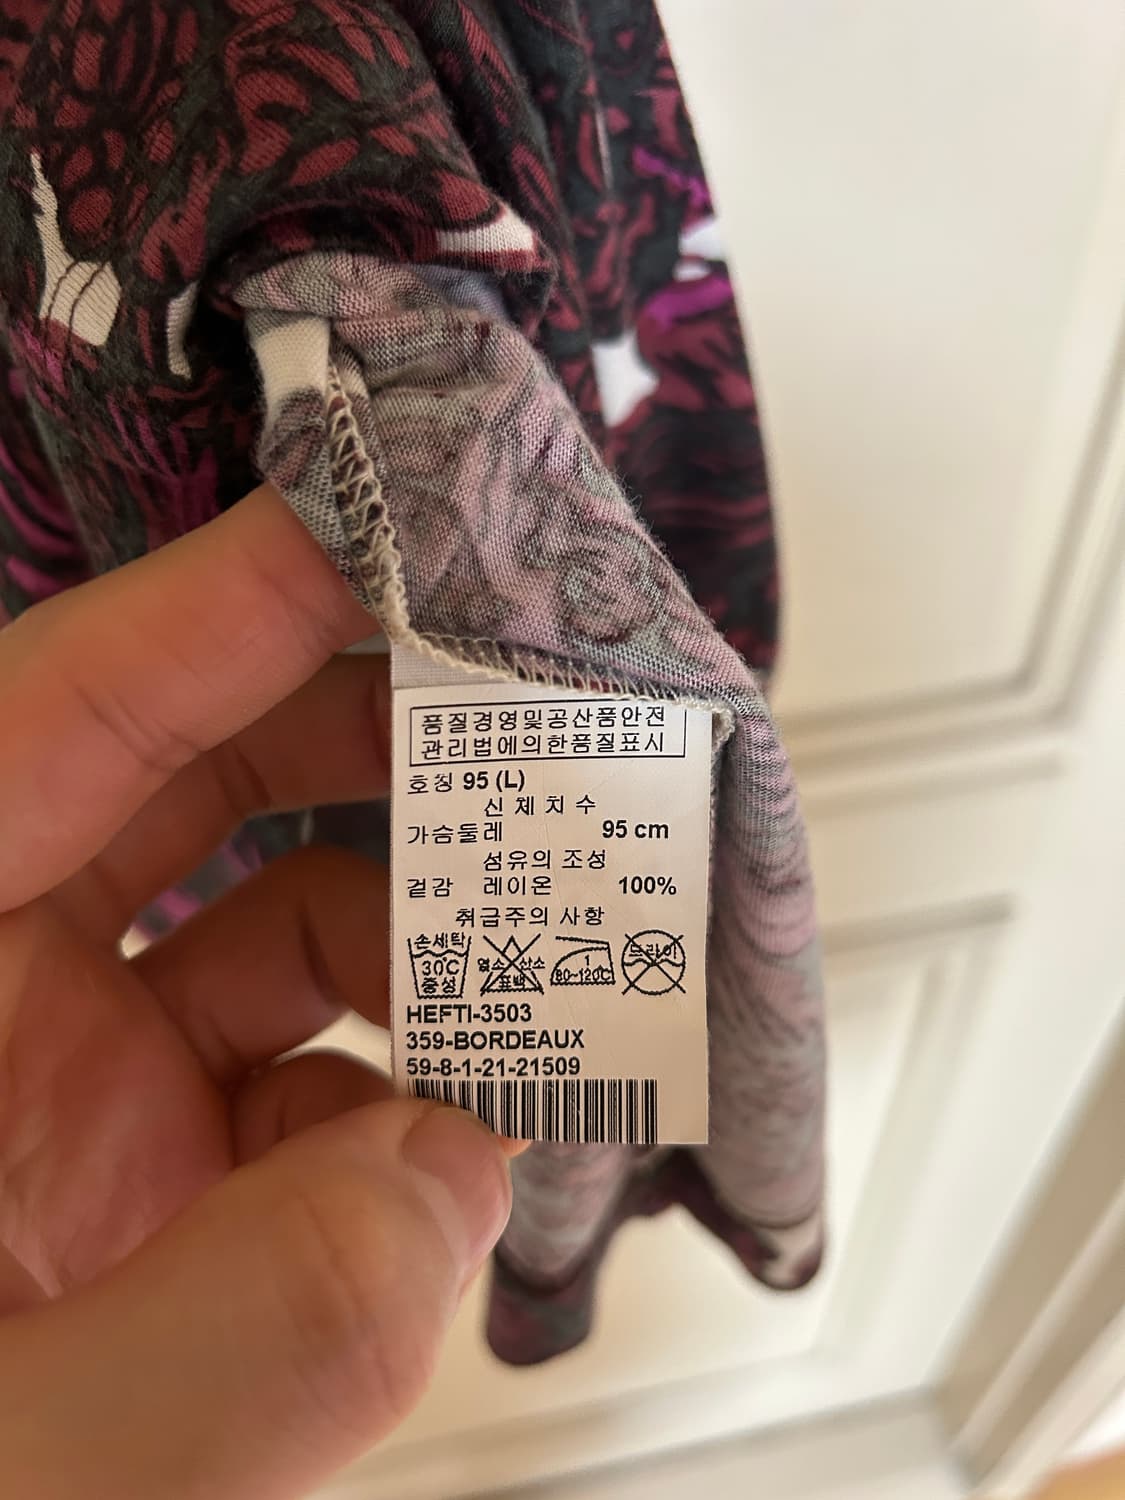 품질경영및공산품안전
관리법에의한품질표시
호칭 95 (L)
신 체 치 수
가슴둘레 95 cm
섬유의 조성
겉감 레이온 100%
취급주의 사항
손세탁 30℃ 중성
염소 산소 표백
1 80~120℃
드라이
HEFTI-3503
359-BORDEAUX
59-8-1-21-21509